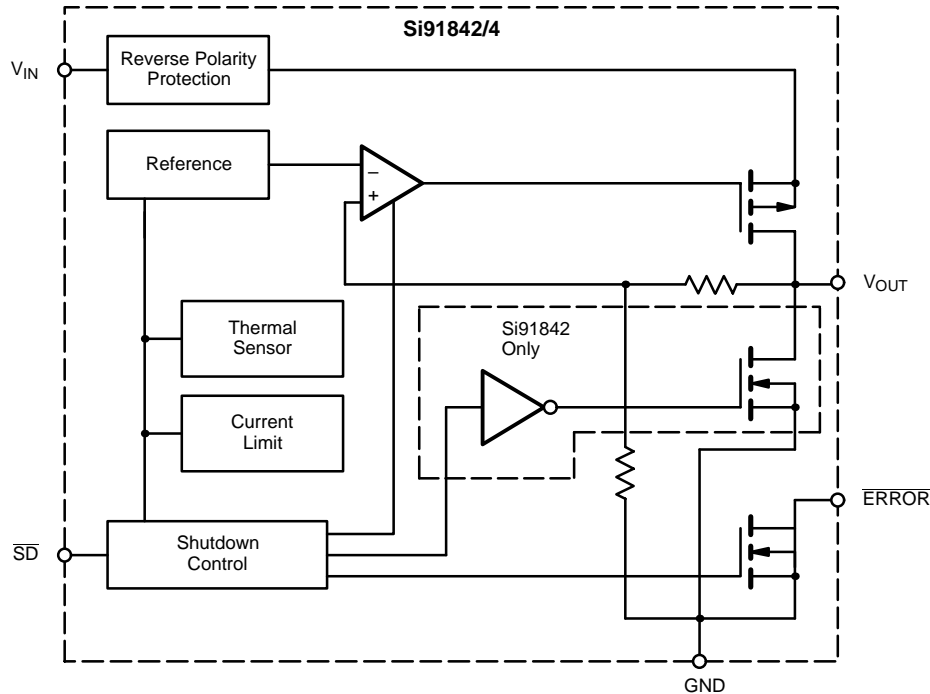 Si91842/4
Reverse Polarity
Protection
V_IN
Reference
–
+
V_OUT
Thermal
Sensor
Si91842
Only
Current
Limit
ERROR
SD
Shutdown
Control
GND